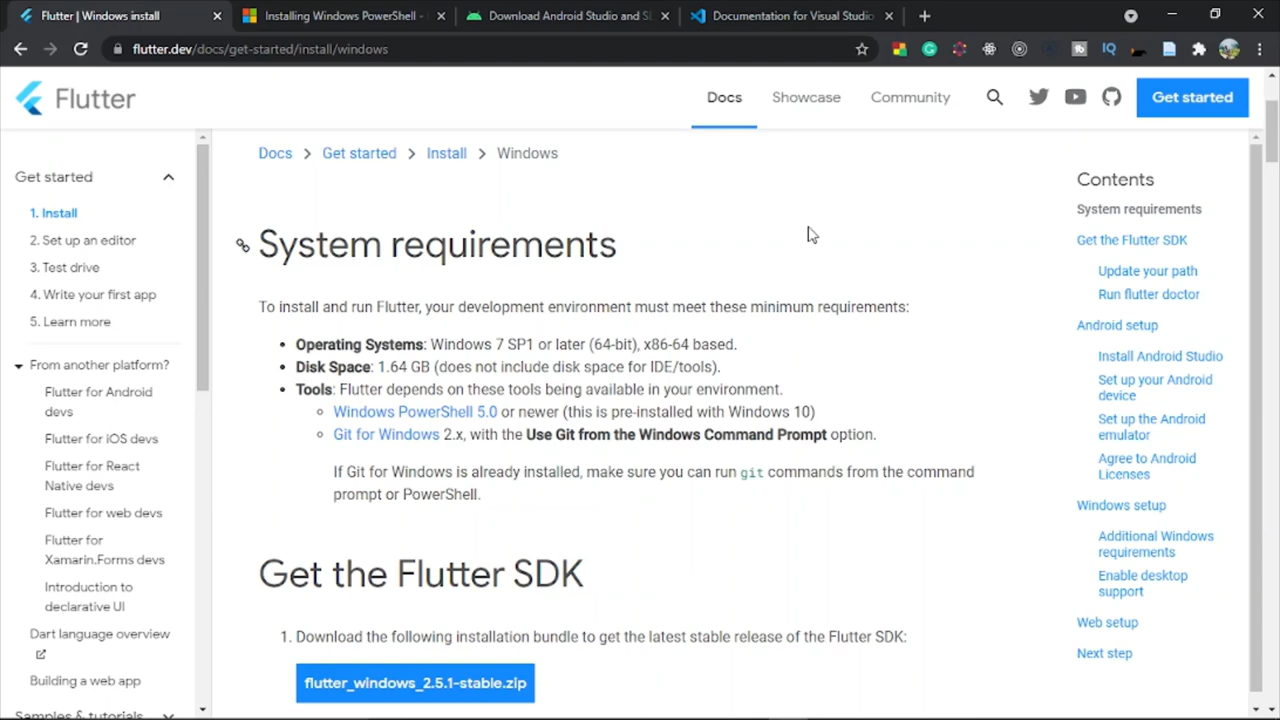 Flutter | Windows install
Installing Windows PowerShell -
Download Android Studio and S
Documentation for Visual Studio
flutter.dev/docs/get-started/install/windows
Flutter
Docs
Showcase
Community
Get started
Get started
1. Install
2. Set up an editor
3. Test drive
4. Write your first app
5. Learn more
From another platform?
Flutter for Android
devs
Flutter for iOS devs
Flutter for React
Native devs
Flutter for web devs
Flutter for
Xamarin.Forms devs
Introduction to
declarative UI
Dart language overview
Building a web app
Samples & tutorials
Docs > Get started > Install > Windows
System requirements
To install and run Flutter, your development environment must meet these minimum requirements:
• Operating Systems: Windows 7 SP1 or later (64-bit), x86-64 based.
• Disk Space: 1.64 GB (does not include disk space for IDE/tools).
• Tools: Flutter depends on these tools being available in your environment.
◦ Windows PowerShell 5.0 or newer (this is pre-installed with Windows 10)
◦ Git for Windows 2.x, with the Use Git from the Windows Command Prompt option.
If Git for Windows is already installed, make sure you can run git commands from the command
prompt or PowerShell.
Get the Flutter SDK
1. Download the following installation bundle to get the latest stable release of the Flutter SDK:
flutter_windows_2.5.1-stable.zip
Contents
System requirements
Get the Flutter SDK
Update your path
Run flutter doctor
Android setup
Install Android Studio
Set up your Android
device
Set up the Android
emulator
Agree to Android
Licenses
Windows setup
Additional Windows
requirements
Enable desktop
support
Web setup
Next step